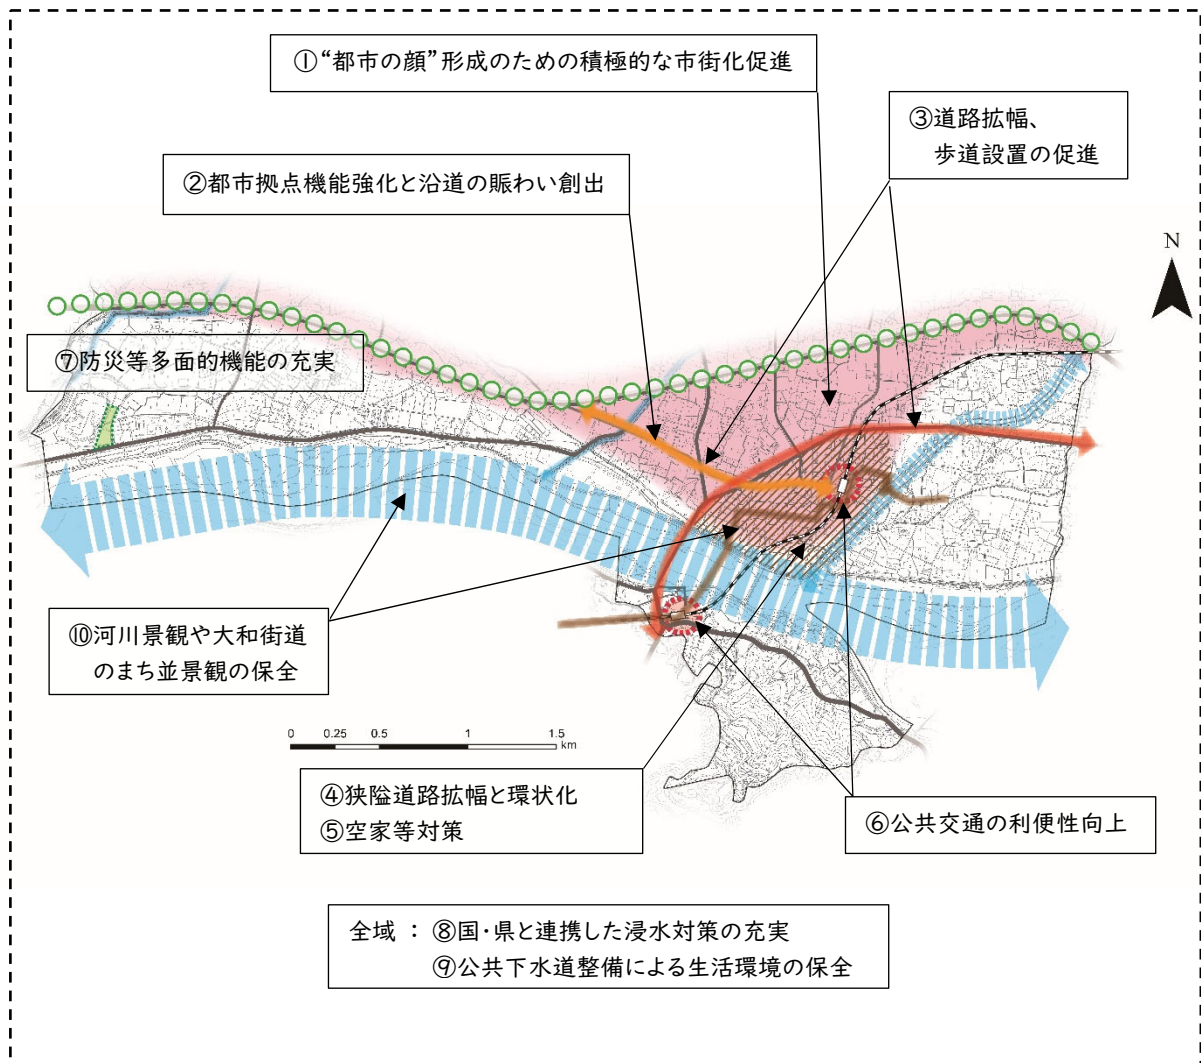 ①“都市の顔”形成のための積極的な市街化促進
③道路拡幅、
歩道設置の促進
②都市拠点機能強化と沿道の賑わい創出
N
⑦防災等多面的機能の充実
⑩河川景観や大和街道
のまち並景観の保全
0 0.25 0.5 1 1.5
km
④狭隘道路拡幅と環状化
⑤空家等対策
⑥公共交通の利便性向上
全域 : ⑧国・県と連携した浸水対策の充実
⑨公共下水道整備による生活環境の保全